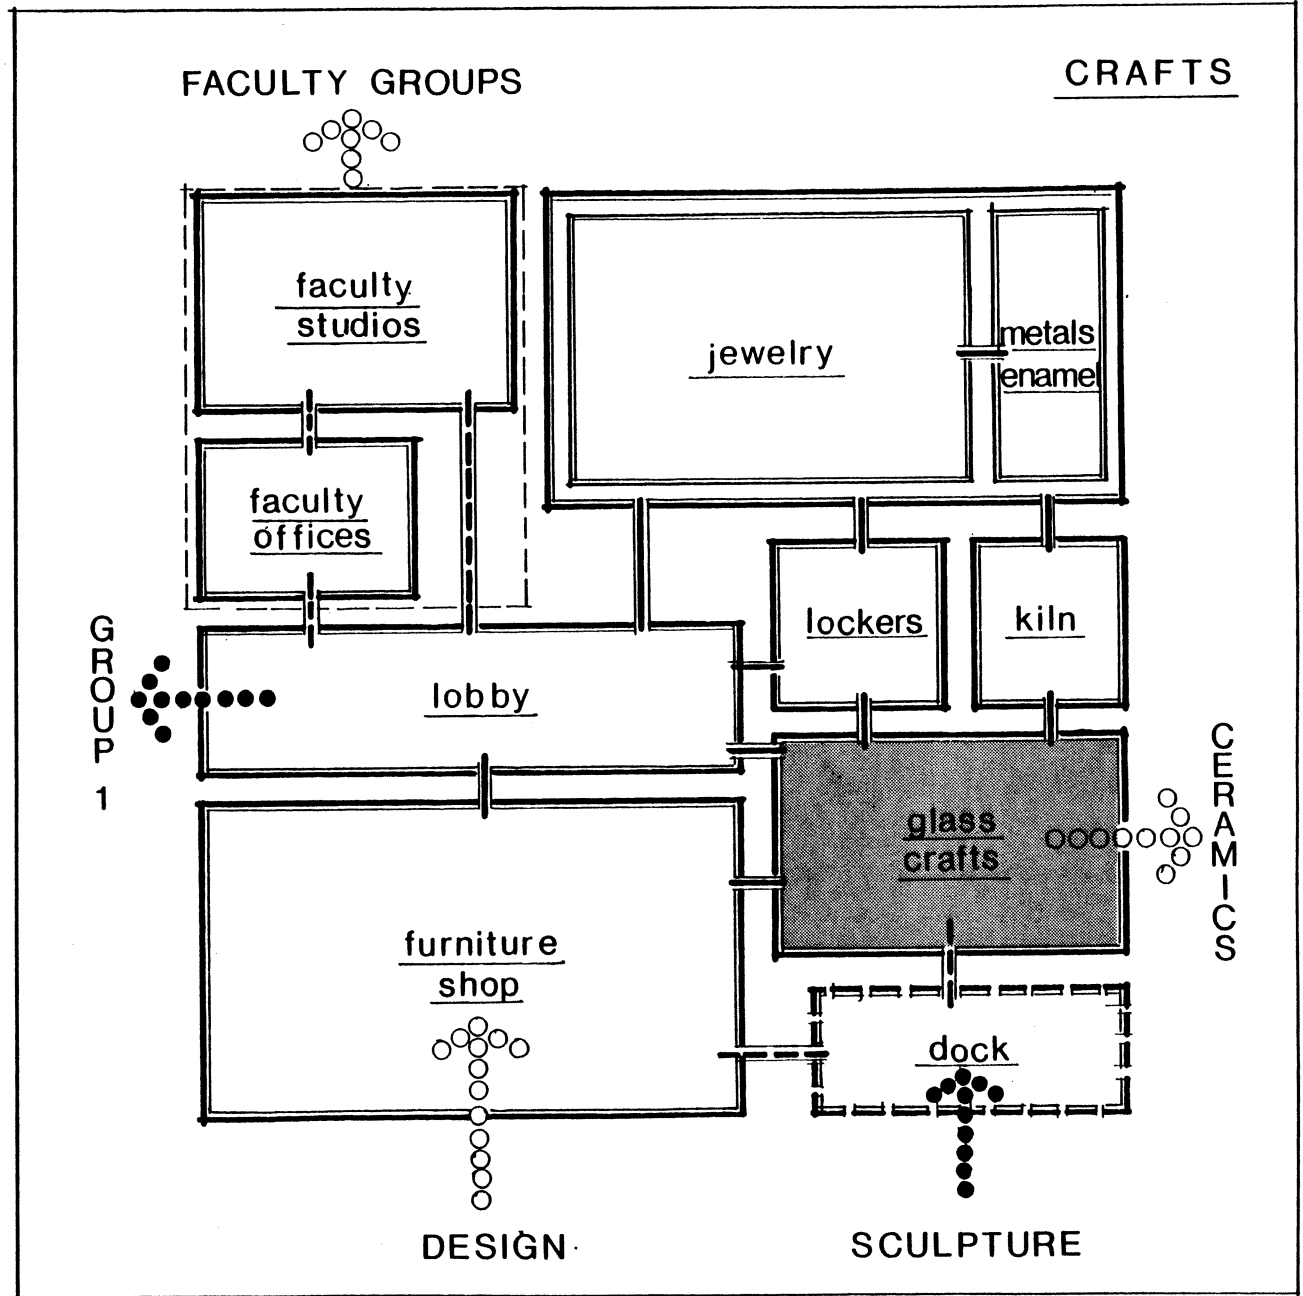 FACULTY GROUPS
CRAFTS
faculty
studios
jewelry
metals
enamel
faculty
offices
lockers
kiln
GROUP 1
lobby
CERAMICS
glass
crafts
furniture
shop
dock
DESIGN
SCULPTURE